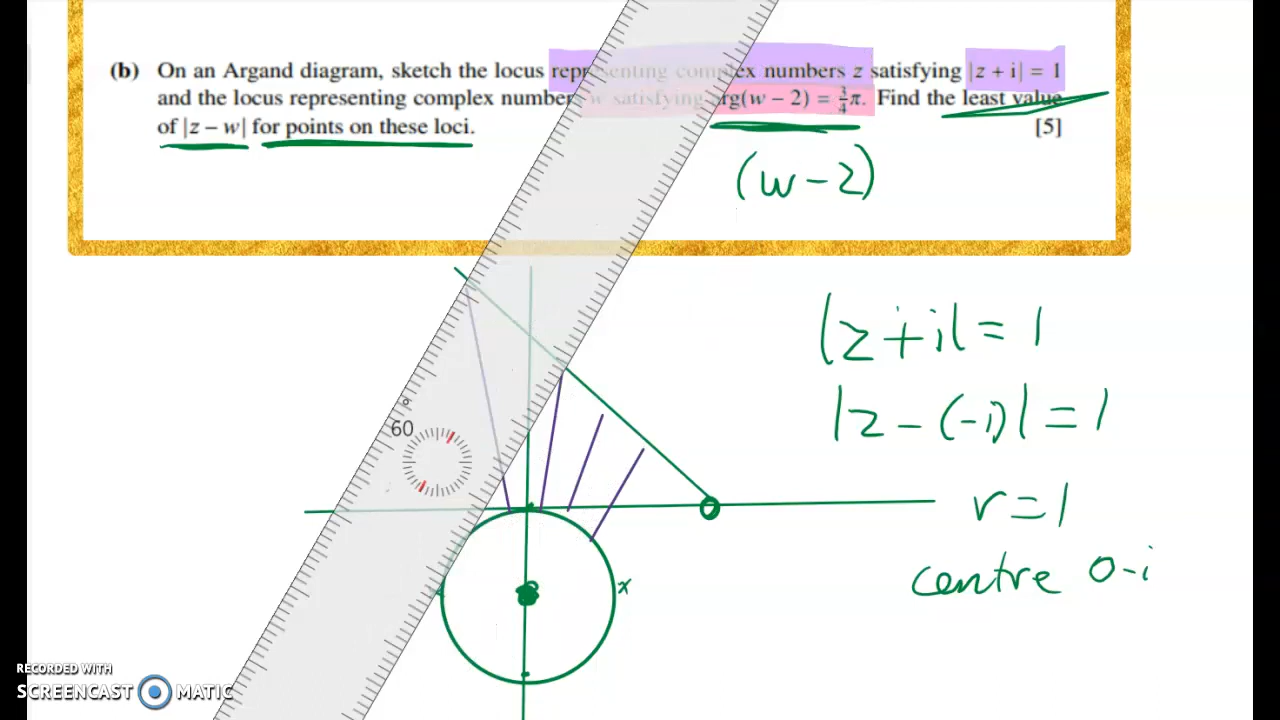 (b) On an Argand diagram, sketch the locus representing complex numbers z satisfying |z + i| = 1
and the locus representing complex numbers w satisfying arg(w − 2) = 3/4 π. Find the least value
of |z − w| for points on these loci. [5]
(w − 2)
|z + i| = 1
|z − (−i)| = 1
60°
r = 1
centre 0−i
x
RECORDED WITH
SCREENCAST MATIC